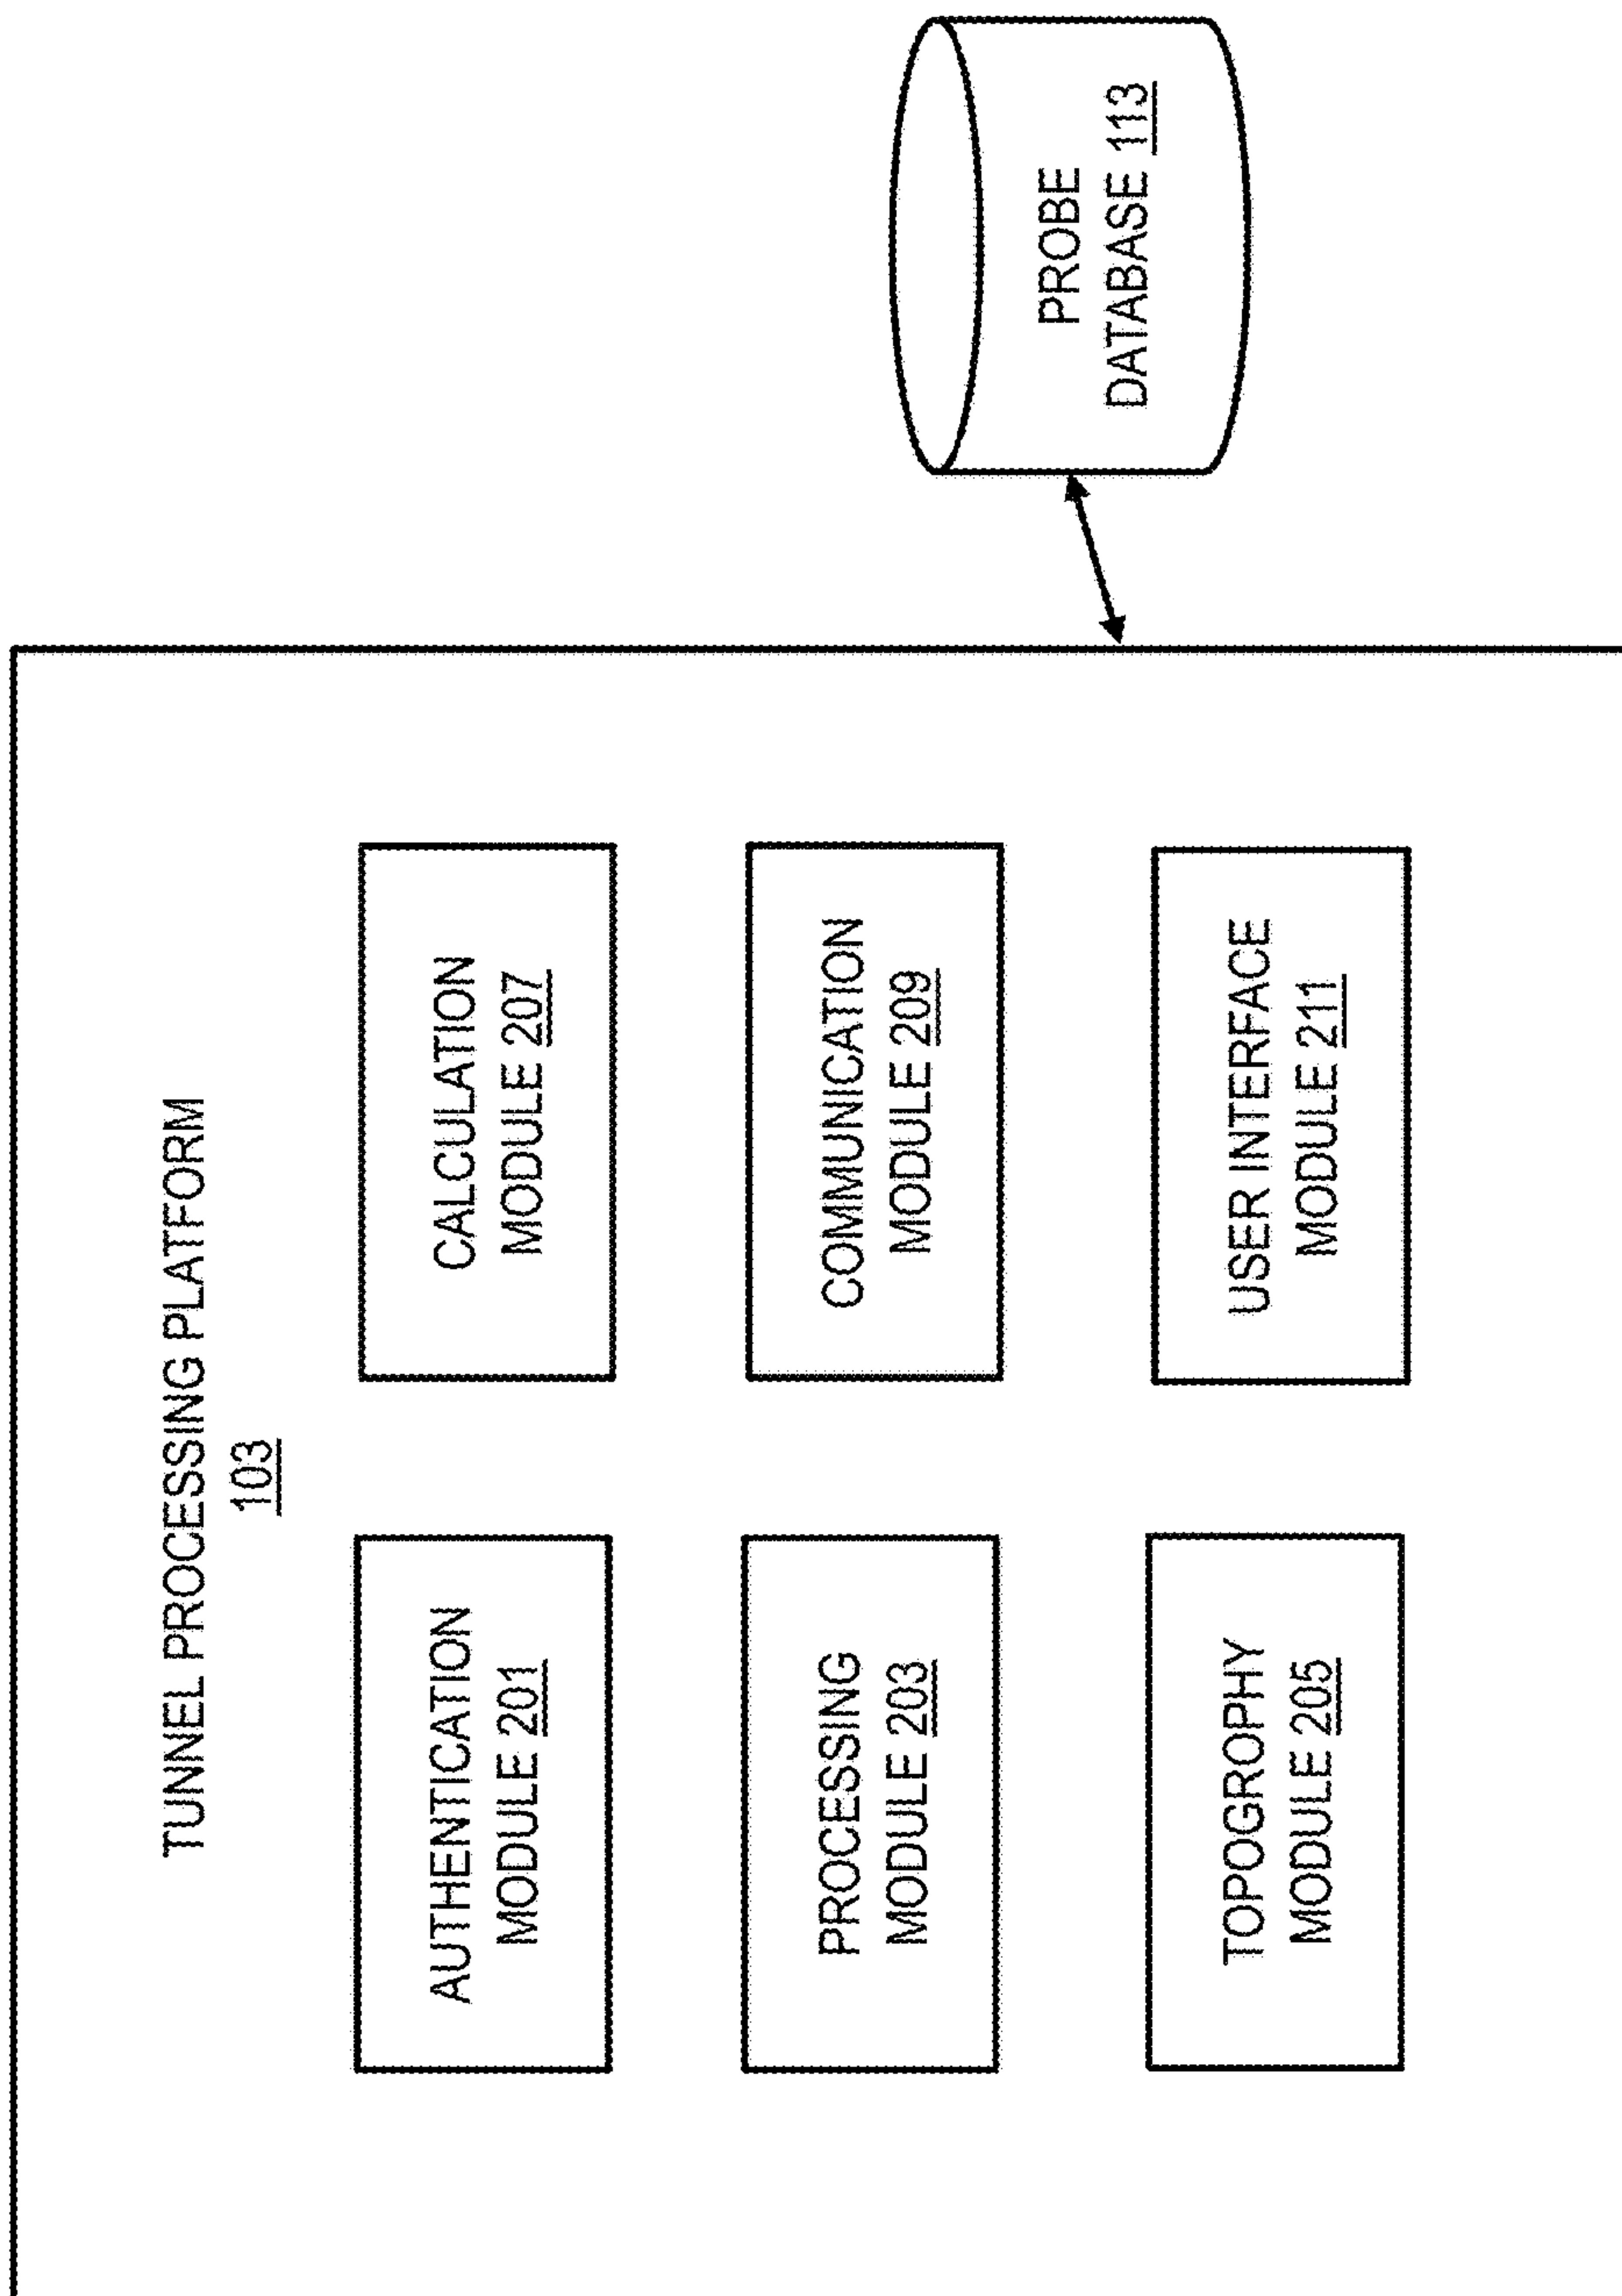 TUNNEL PROCESSING PLATFORM
103
AUTHENTICATION
MODULE 201
CALCULATION
MODULE 207
PROCESSING
MODULE 203
COMMUNICATION
MODULE 209
TOPOGROPHY
MODULE 205
USER INTERFACE
MODULE 211
PROBE
DATABASE 113